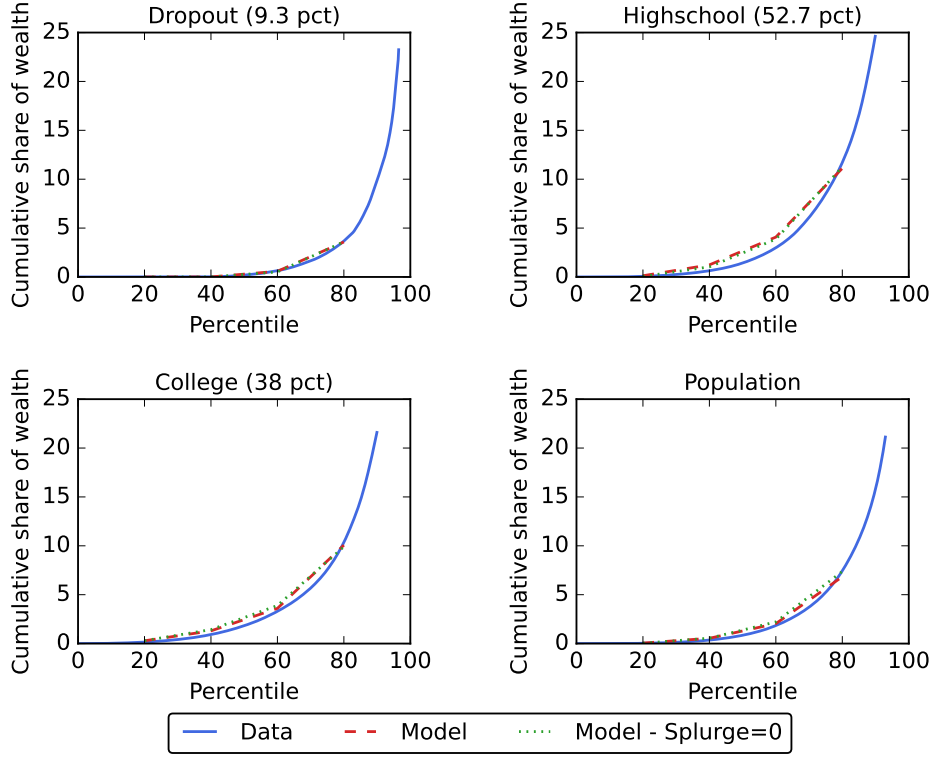 Dropout (9.3 pct)
Cumulative share of wealth
25
20
15
10
5
0
0 20 40 60 80 100
Percentile
Highschool (52.7 pct)
Cumulative share of wealth
25
20
15
10
5
0
0 20 40 60 80 100
Percentile
College (38 pct)
Cumulative share of wealth
25
20
15
10
5
0
0 20 40 60 80 100
Percentile
Population
Cumulative share of wealth
25
20
15
10
5
0
0 20 40 60 80 100
Percentile
Data Model Model - Splurge=0